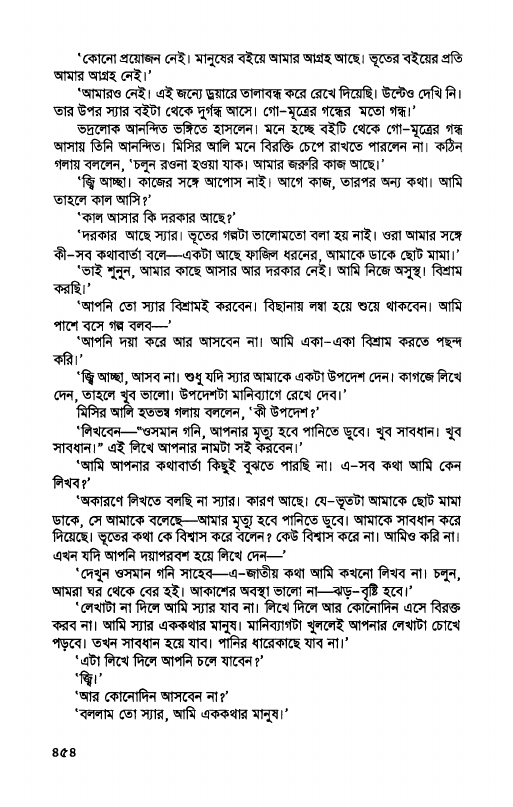 ‘কোনো প্রয়োজন নেই। মানুষের বইয়ে আমার আগ্রহ আছে। ভূতের বইয়ের প্রতি
আমার আগ্রহ নেই।’
‘আমারও নেই। এই জন্যে ড্রয়ারে তালাবন্ধ করে রেখে দিয়েছি। উল্টেও দেখি নি।
তার উপর স্যার বইটা থেকে দুর্গন্ধ আসে। গো-মূত্রের গন্ধের মতো গন্ধ।’
ভদ্রলোক আনন্দিত ভঙ্গিতে হাসলেন। মনে হচ্ছে বইটি থেকে গো-মূত্রের গন্ধ
আসায় তিনি আনন্দিত। মিসির আলি মনে বিরক্তি চেপে রাখতে পারলেন না। কঠিন
গলায় বললেন, ‘চলুন রওনা হওয়া যাক। আমার জরুরি কাজ আছে।’
‘জ্বি আচ্ছা। কাজের সঙ্গে আপোস নাই। আগে কাজ, তারপর অন্য কথা। আমি
তাহলে কাল আসি?’
‘কাল আসার কি দরকার আছে?’
‘দরকার আছে স্যার। ভূতের গল্পটা ভালোমতো বলা হয় নাই। ওরা আমার সঙ্গে
কী-সব কথাবার্তা বলে—একটা আছে ফাজিল ধরনের, আমাকে ডাকে ছোট মামা।’
‘ভাই শুনুন, আমার কাছে আসার আর দরকার নেই। আমি নিজে অসুস্থ। বিশ্রাম
করছি।’
‘আপনি তো স্যার বিশ্রামই করবেন। বিছানায় লম্বা হয়ে শুয়ে থাকবেন। আমি
পাশে বসে গল্প বলব—’
‘আপনি দয়া করে আর আসবেন না। আমি একা-একা বিশ্রাম করতে পছন্দ
করি।’
‘জ্বি আচ্ছা, আসব না। শুধু যদি স্যার আমাকে একটা উপদেশ দেন। কাগজে লিখে
দেন, তাহলে খুব ভালো। উপদেশটা মানিব্যাগে রেখে দেব।’
মিসির আলি হতভম্ব গলায় বললেন, ‘কী উপদেশ?’
‘লিখবেন—“ওসমান গনি, আপনার মৃত্যু হবে পানিতে ডুবে। খুব সাবধান। খুব
সাবধান।” এই লিখে আপনার নামটা সই করবেন।’
‘আমি আপনার কথাবার্তা কিছুই বুঝতে পারছি না। এ-সব কথা আমি কেন
লিখব?’
‘অকারণে লিখতে বলছি না স্যার। কারণ আছে। যে-ভূতটা আমাকে ছোট মামা
ডাকে, সে আমাকে বলেছে—আমার মৃত্যু হবে পানিতে ডুবে। আমাকে সাবধান করে
দিয়েছে। ভূতের কথা কে বিশ্বাস করে বলেন? কেউ বিশ্বাস করে না। আমিও করি না।
এখন যদি আপনি দয়াপরবশ হয়ে লিখে দেন—’
‘দেখুন ওসমান গনি সাহেব—এ-জাতীয় কথা আমি কখনো লিখব না। চলুন,
আমরা ঘর থেকে বের হই। আকাশের অবস্থা ভালো না—ঝড়-বৃষ্টি হবে।’
‘লেখাটা না দিলে আমি স্যার যাব না। লিখে দিলে আর কোনোদিন এসে বিরক্ত
করব না। আমি স্যার এককথার মানুষ। মানিব্যাগটা খুললেই আপনার লেখাটা চোখে
পড়বে। তখন সাবধান হয়ে যাব। পানির ধারেকাছে যাব না।’
‘এটা লিখে দিলে আপনি চলে যাবেন?’
‘জ্বি।’
‘আর কোনোদিন আসবেন না?’
‘বললাম তো স্যার, আমি এককথার মানুষ।’
৪৫৪